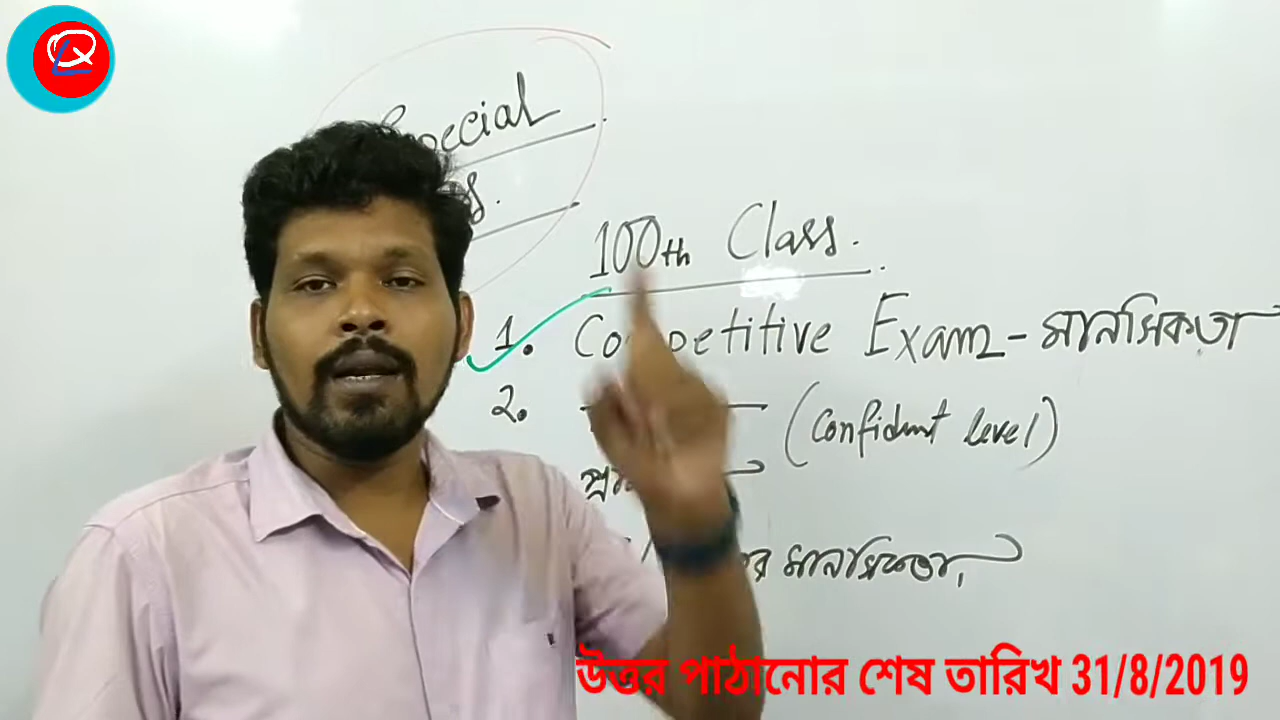 Special
100th Class.
1. Competitive Exam - মানসিকতা
2. (Confident level)
মানসিকতা,
উত্তর পাঠানোর শেষ তারিখ 31/8/2019